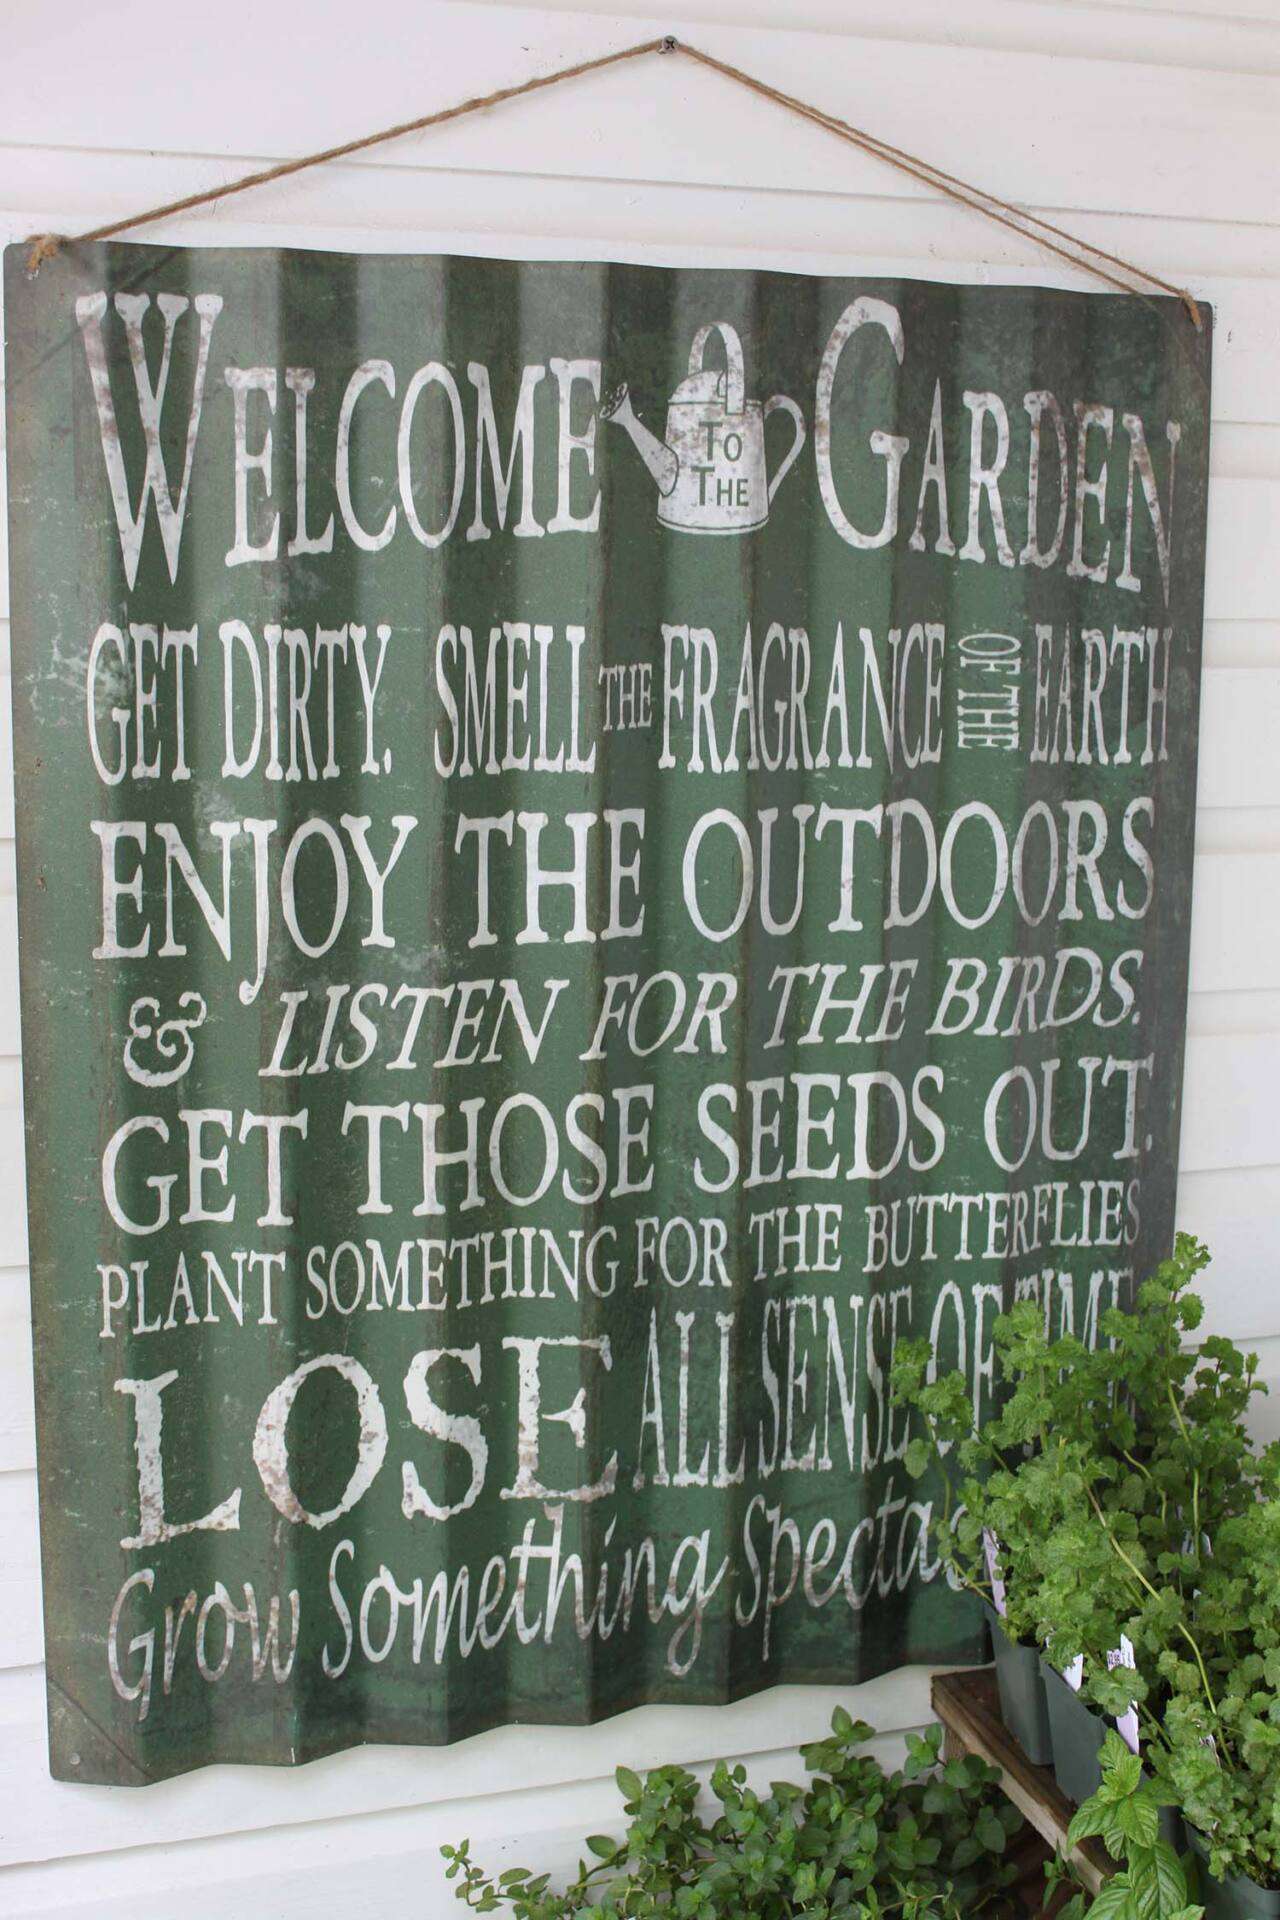 WELCOME TO THE GARDEN
GET DIRTY. SMELL THE FRAGRANCE OF THE EARTH
ENJOY THE OUTDOORS
& LISTEN FOR THE BIRDS.
GET THOSE SEEDS OUT.
PLANT SOMETHING FOR THE BUTTERFLIES
LOSE ALL SENSE OF TIME
Grow Something Spectac